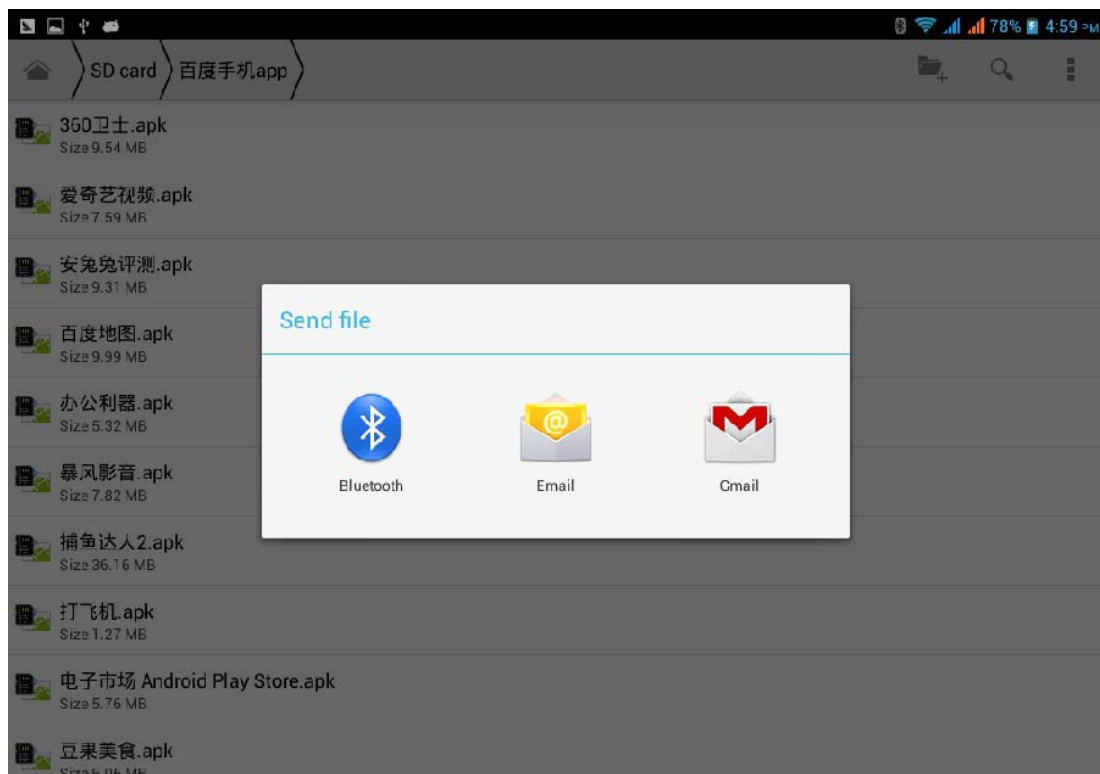 78% 4:59 PM
SD card 百度手机app
360卫士.apk
Size 9.54 MB
爱奇艺视频.apk
Size 7.59 MB
安兔兔评测.apk
Size 9.31 MB
百度地图.apk
Size 9.99 MB
办公利器.apk
Size 5.32 MB
暴风影音.apk
Size 7.82 MB
捕鱼达人2.apk
Size 36.16 MB
打飞机.apk
Size 1.27 MB
电子市场 Android Play Store.apk
Size 5.76 MB
豆果美食.apk
Size MB
Send file
Bluetooth
Email
Gmail